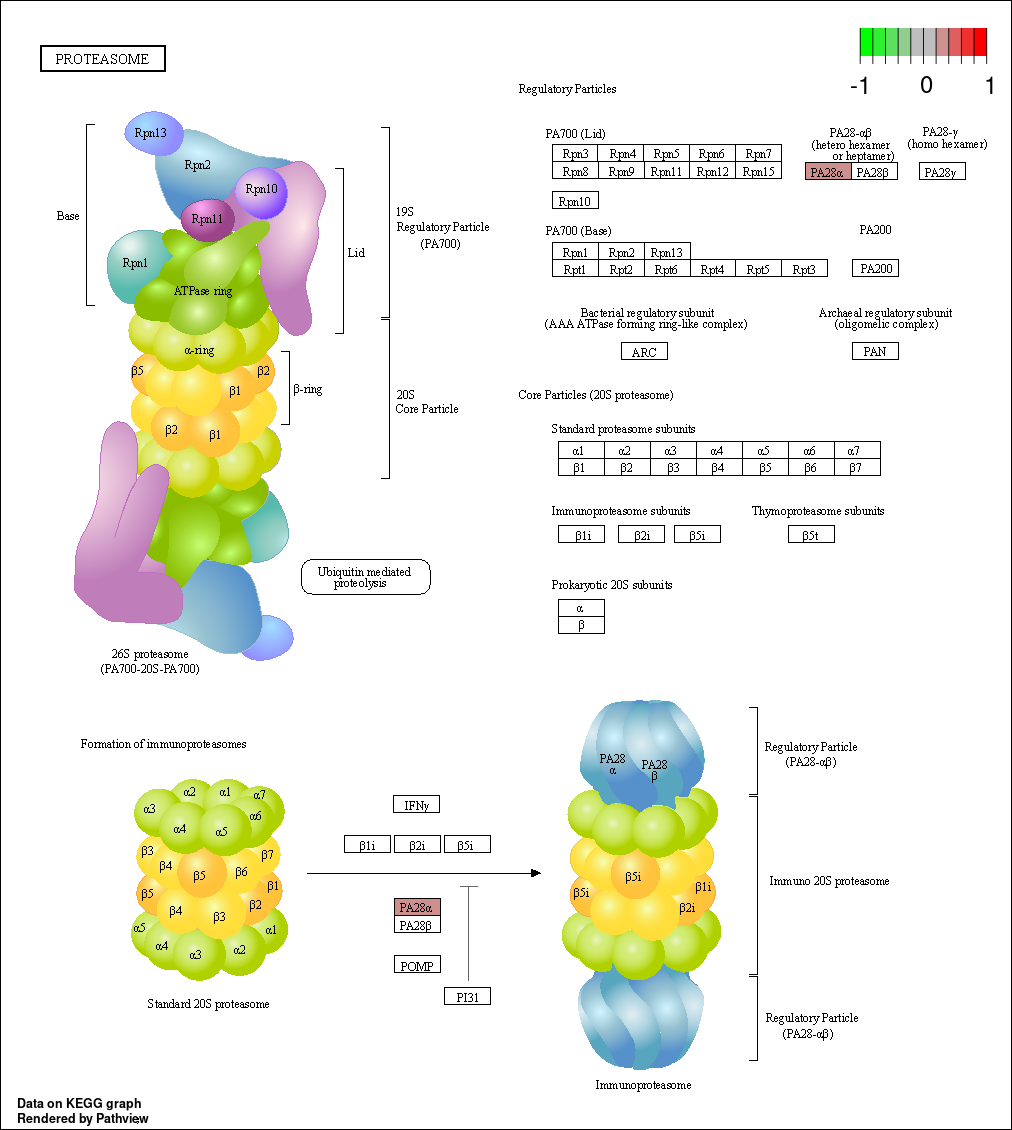 PROTEASOME
-1 0 1
Rpn13
Rpn2
Rpn10
Rpn11
Rpn1
ATPase ring
Base
Lid
19S
Regulatory Particle
(PA700)
α-ring
β5
β2
β1
β-ring
β2
β1
20S
Core Particle
Ubiquitin mediated
proteolysis
26S proteasome
(PA700-20S-PA700)
Regulatory Particles
PA700 (Lid)
Rpn3 Rpn4 Rpn5 Rpn6 Rpn7
Rpn8 Rpn9 Rpn11 Rpn12 Rpn15
Rpn10
PA28-αβ
(hetero hexamer
or heptamer)
PA28α PA28β
PA28-γ
(homo hexamer)
PA28γ
PA700 (Base)
Rpn1 Rpn2 Rpn13
Rpt1 Rpt2 Rpt6 Rpt4 Rpt5 Rpt3
PA200
PA200
Bacterial regulatory subunit
(AAA ATPase forming ring-like complex)
ARC
Archaeal regulatory subunit
(oligomelic complex)
PAN
Core Particles (20S proteasome)
Standard proteasome subunits
α1 α2 α3 α4 α5 α6 α7
β1 β2 β3 β4 β5 β6 β7
Immunoproteasome subunits
β1i β2i β5i
Thymoproteasome subunits
β5t
Prokaryotic 20S subunits
α
β
Formation of immunoproteasomes
α3 α2 α1 α7
α4 α5 α6
β3 β4 β5 β6 β7
β5 β4 β3 β2 β1
α5 α4 α3 α2 α1
Standard 20S proteasome
IFNγ
β1i β2i β5i
PA28α
PA28β
POMP
PI31
PA28
α
PA28
β
β5i
β5i
β1i
β2i
Regulatory Particle
(PA28-αβ)
Immuno 20S proteasome
Regulatory Particle
(PA28-αβ)
Immunoproteasome
Data on KEGG graph
Rendered by Pathview